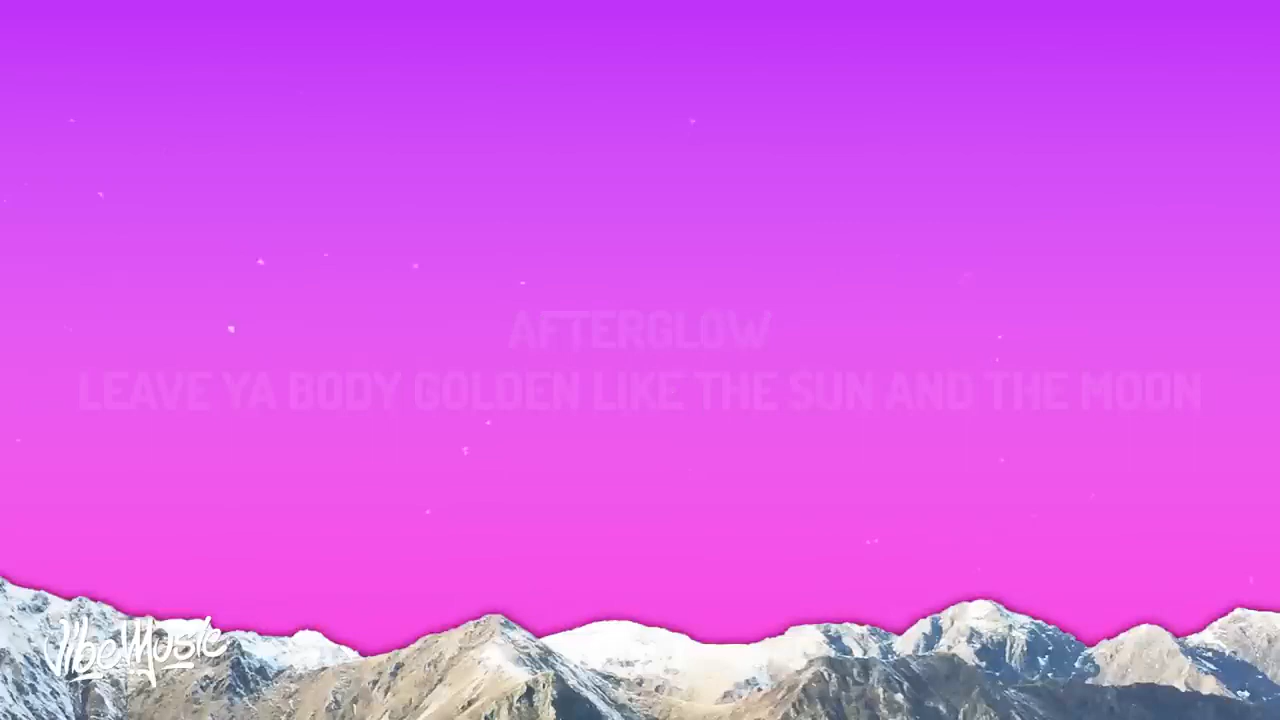 AFTERGLOW
LEAVE YA BODY GOLDEN LIKE THE SUN AND THE MOON
VibeMusic